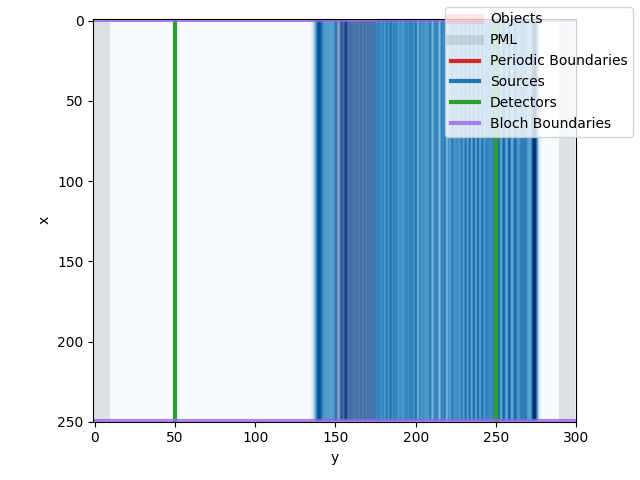 Objects
PML
Periodic Boundaries
Sources
Detectors
Bloch Boundaries
0
50
100
150
200
250
x
0 50 100 150 200 250 300
y